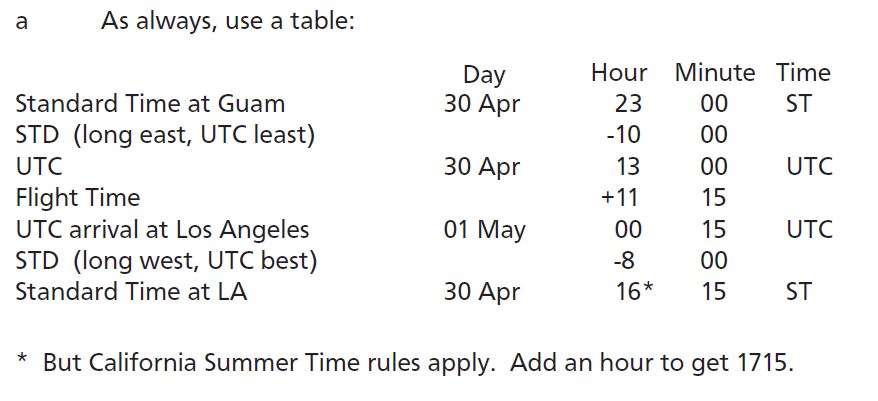 a As always, use a table:
Day Hour Minute Time
Standard Time at Guam 30 Apr 23 00 ST
STD (long east, UTC least) -10 00
UTC 30 Apr 13 00 UTC
Flight Time +11 15
UTC arrival at Los Angeles 01 May 00 15 UTC
STD (long west, UTC best) -8 00
Standard Time at LA 30 Apr 16* 15 ST
* But California Summer Time rules apply. Add an hour to get 1715.